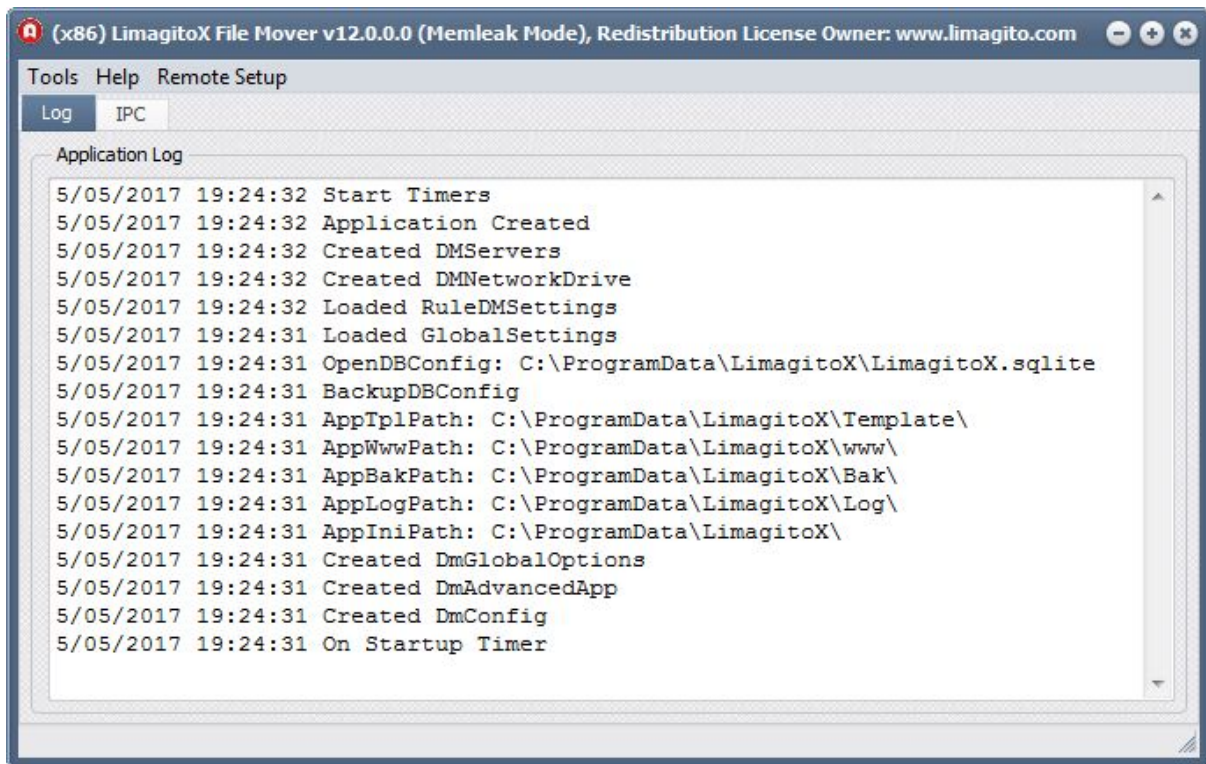 (x86) LimagitoX File Mover v12.0.0.0 (Memleak Mode), Redistribution License Owner: www.limagito.com
Tools Help Remote Setup
Log IPC
Application Log
5/05/2017 19:24:32 Start Timers
5/05/2017 19:24:32 Application Created
5/05/2017 19:24:32 Created DMServers
5/05/2017 19:24:32 Created DMNetworkDrive
5/05/2017 19:24:32 Loaded RuleDMSettings
5/05/2017 19:24:31 Loaded GlobalSettings
5/05/2017 19:24:31 OpenDBConfig: C:\ProgramData\LimagitoX\LimagitoX.sqlite
5/05/2017 19:24:31 BackupDBConfig
5/05/2017 19:24:31 AppTplPath: C:\ProgramData\LimagitoX\Template\
5/05/2017 19:24:31 AppWwwPath: C:\ProgramData\LimagitoX\www\
5/05/2017 19:24:31 AppBakPath: C:\ProgramData\LimagitoX\Bak\
5/05/2017 19:24:31 AppLogPath: C:\ProgramData\LimagitoX\Log\
5/05/2017 19:24:31 AppIniPath: C:\ProgramData\LimagitoX\
5/05/2017 19:24:31 Created DmGlobalOptions
5/05/2017 19:24:31 Created DmAdvancedApp
5/05/2017 19:24:31 Created DmConfig
5/05/2017 19:24:31 On Startup Timer